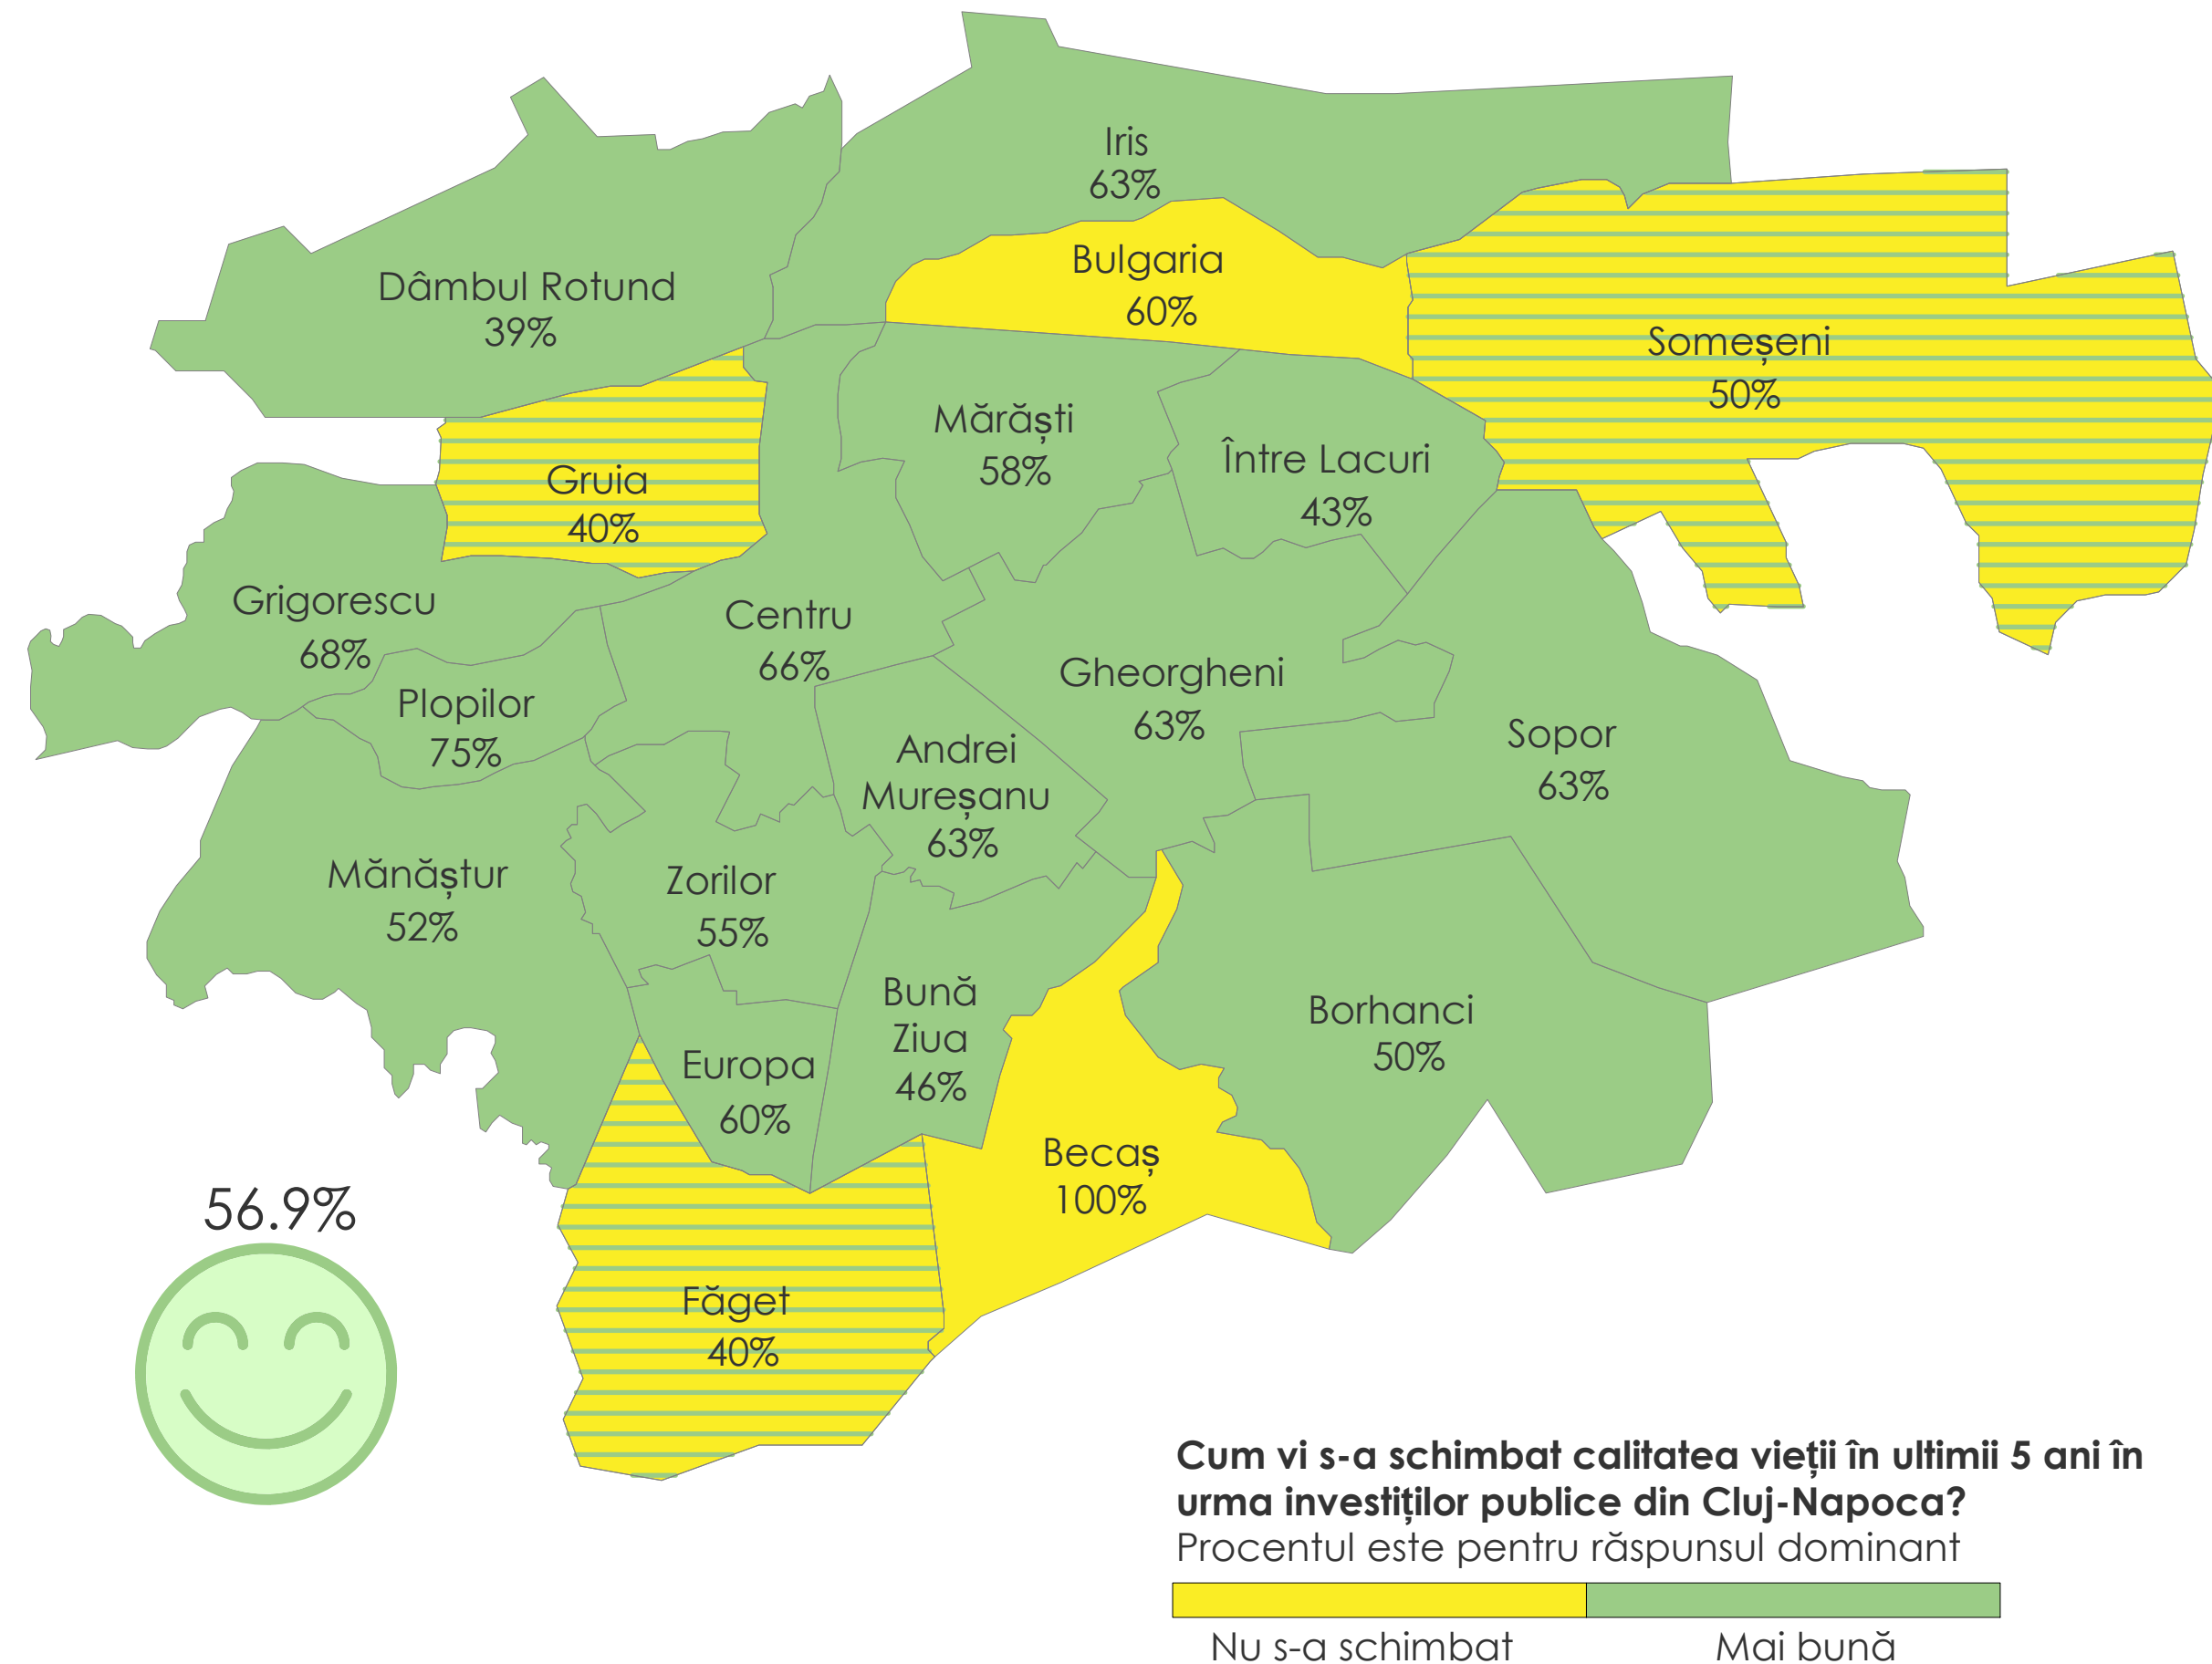 Iris
63%
Bulgaria
60%
Dâmbul Rotund
39%
Someșeni
50%
Mărăști
58%
Între Lacuri
43%
Gruia
40%
Grigorescu
68%
Centru
66%
Gheorgheni
63%
Plopilor
75%
Sopor
63%
Andrei
Mureșanu
63%
Mănăștur
52%
Zorilor
55%
Bună
Ziua
46%
Borhanci
50%
Europa
60%
Becaș
100%
56.9%
Făget
40%
Cum vi s-a schimbat calitatea vieții în ultimii 5 ani în
urma investiților publice din Cluj-Napoca?
Procentul este pentru răspunsul dominant
Nu s-a schimbat
Mai bună